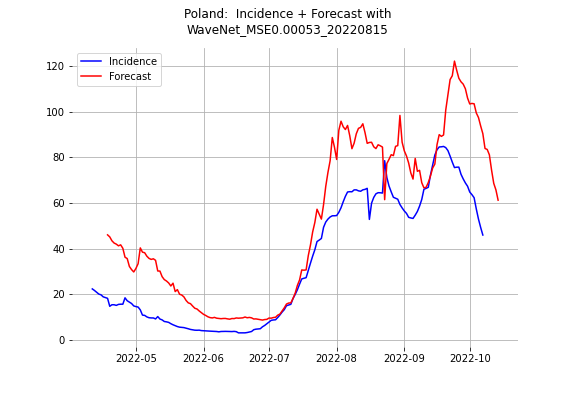 Poland:  Incidence + Forecast with
WaveNet_MSE0.00053_20220815
Incidence
Forecast
120
100
80
60
40
20
0
2022-05 2022-06 2022-07 2022-08 2022-09 2022-10